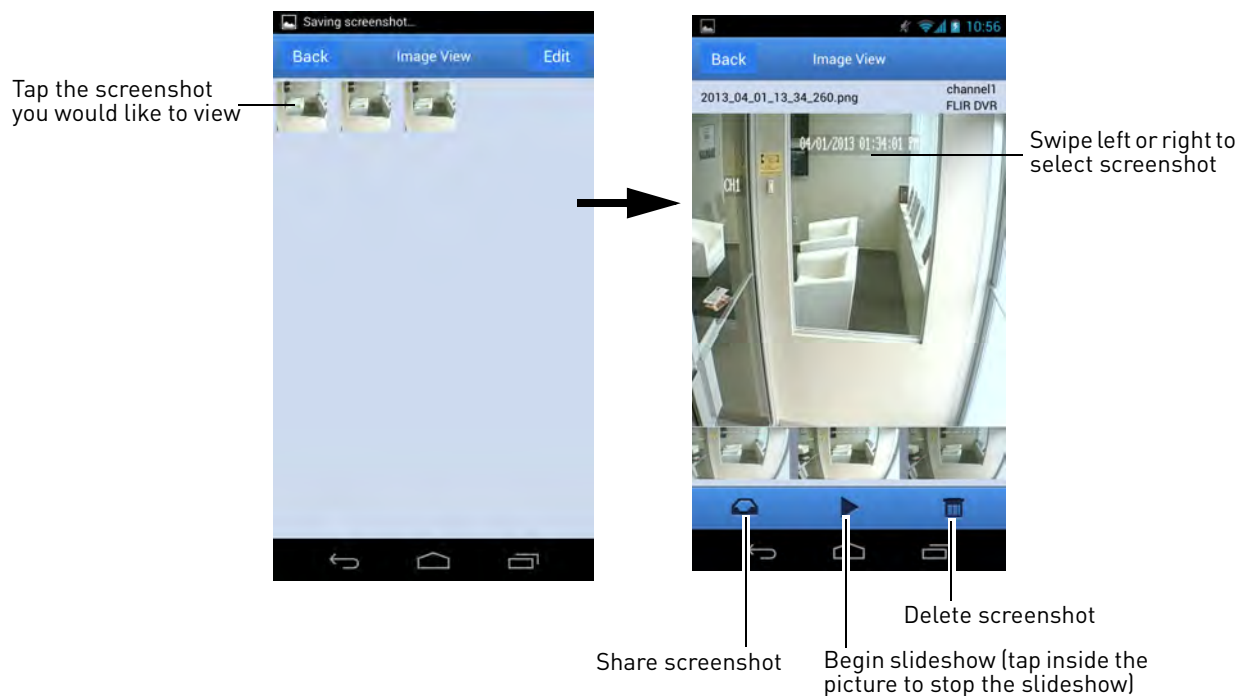 Saving screenshot...
Back
Image View
Edit
Tap the screenshot
you would like to view
10:56
Back
Image View
2013_04_01_13_34_260.png
channel1
FLIR DVR
04/01/2013 01:34:01 PM
CH1
Swipe left or right to
select screenshot
Delete screenshot
Share screenshot
Begin slideshow (tap inside the
picture to stop the slideshow)